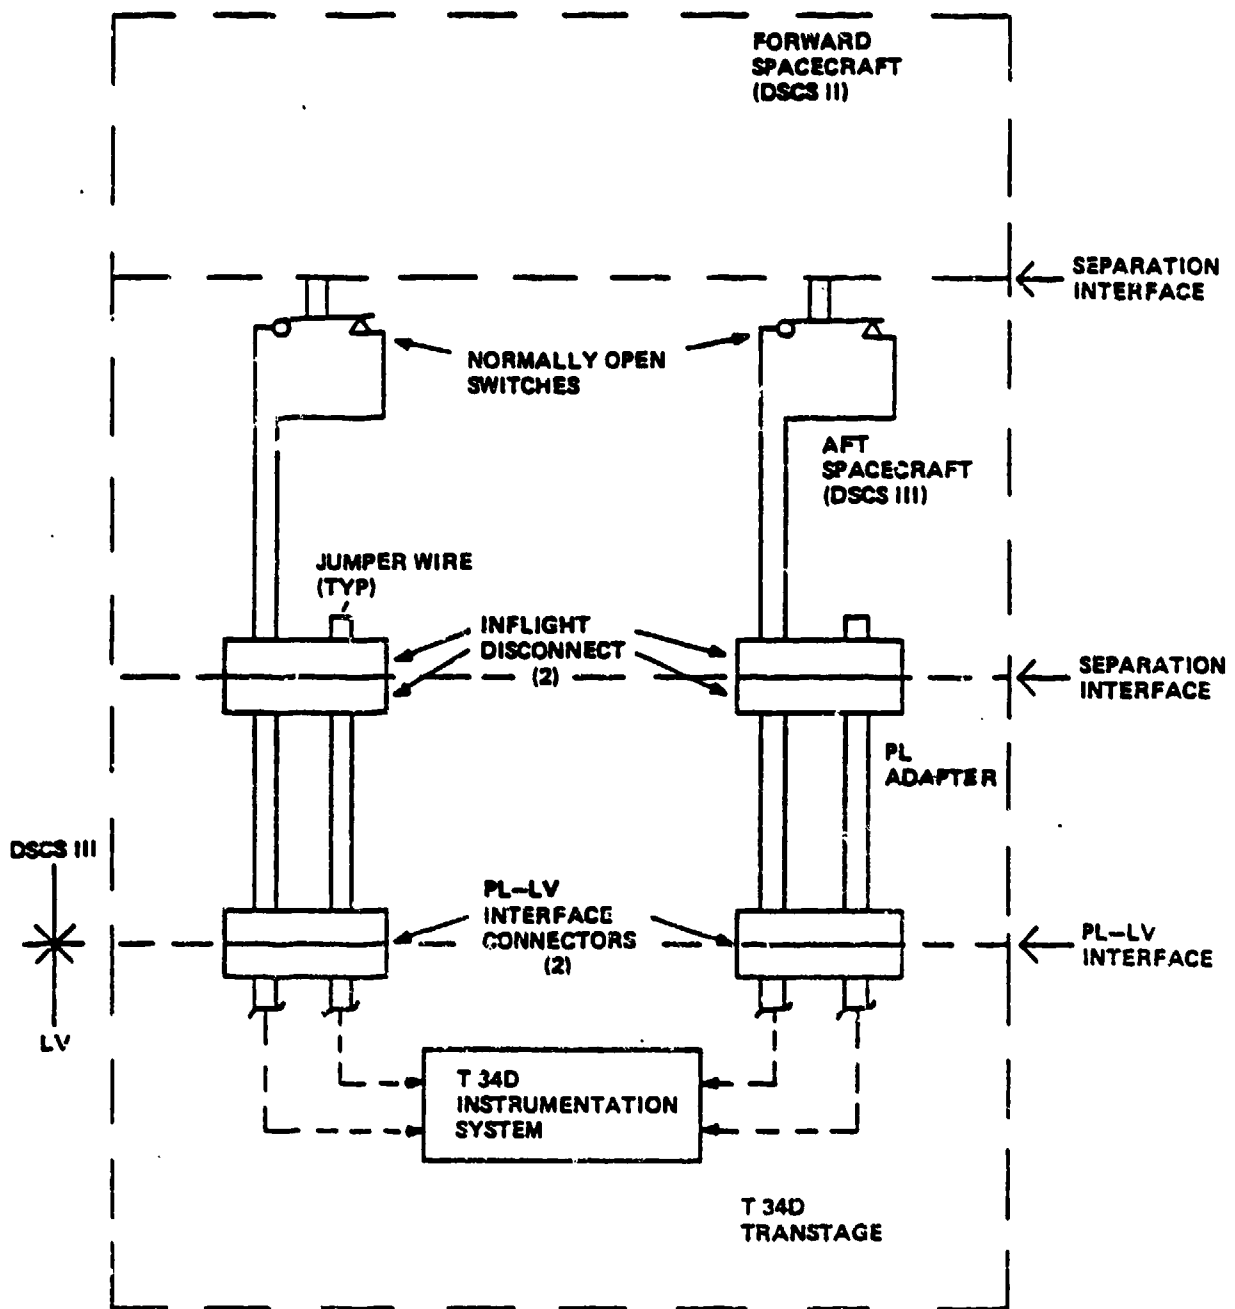 FORWARD
SPACECRAFT
(DSCS II)
SEPARATION
INTERFACE
NORMALLY OPEN
SWITCHES
AFT
SPACECRAFT
(DSCS III)
JUMPER WIRE
(TYP)
INFLIGHT
DISCONNECT
(2)
SEPARATION
INTERFACE
PL
ADAPTER
DSCS III
PL-LV
INTERFACE
CONNECTORS
(2)
PL-LV
INTERFACE
LV
T 34D
INSTRUMENTATION
SYSTEM
T 34D
TRANSTAGE